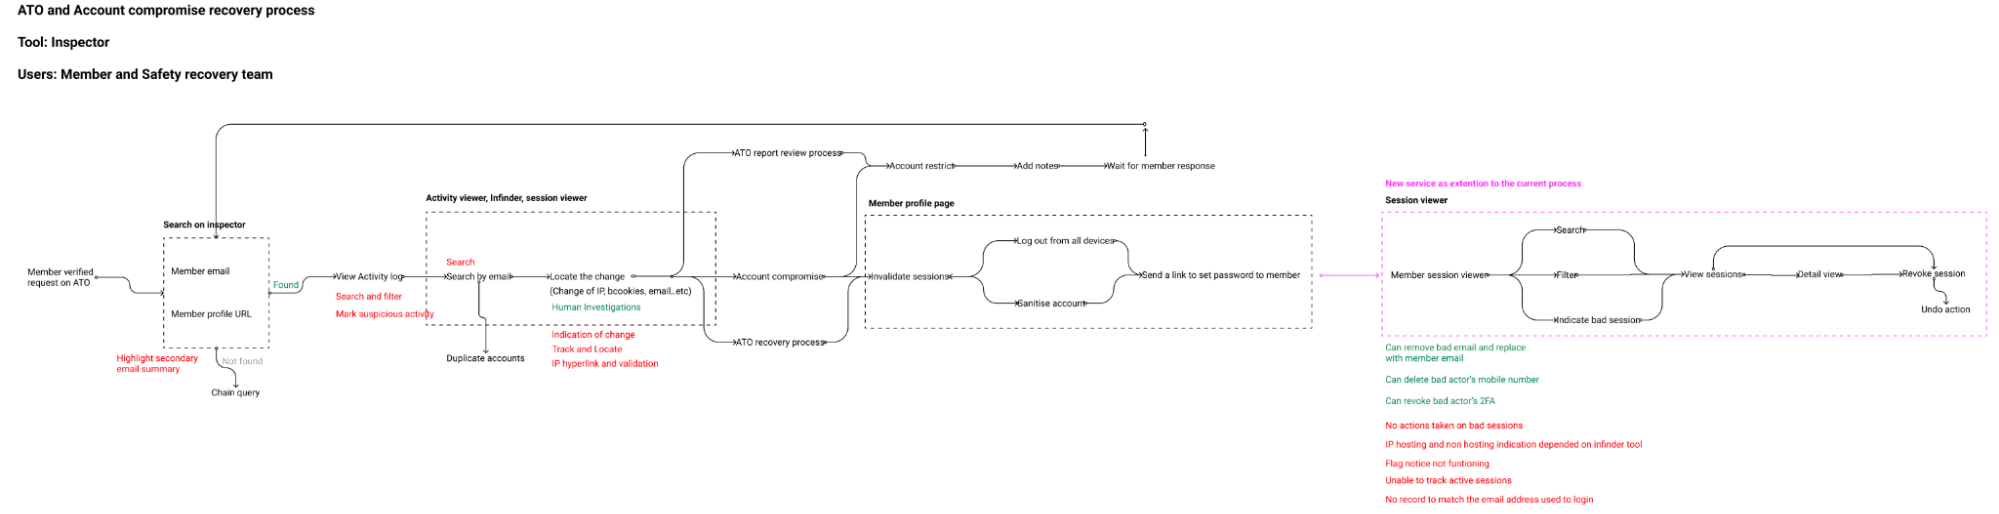 ATO and Account compromise recovery process
Tool: Inspector
Users: Member and Safety recovery team
Member verified
request on ATO
Search on inspector
Member email
Member profile URL
Highlight secondary
email summary
Found
Not found
Chain query
View Activity log
Search and filter
Mark suspicious activity
Activity viewer, Infinder, session viewer
Search
Search by email
Duplicate accounts
Locate the change
(Change of IP, bcookies, email..etc)
Human Investigations
Indication of change
Track and Locate
IP hyperlink and validation
ATO report review process
Account compromise
ATO recovery process
Account restrict
Add notes
Wait for member response
Member profile page
Invalidate sessions
Log out from all devices
Sanitise account
Send a link to set password to member
New service as extention to the current process
Session viewer
Member session viewer
Search
Filter
Indicate bad session
View sessions
Detail view
Revoke session
Undo action
Can remove bad email and replace
with member email
Can delete bad actor's mobile number
Can revoke bad actor's 2FA
No actions taken on bad sessions
IP hosting and non hosting indication depended on infinder tool
Flag notice not funtioning
Unable to track active sessions
No record to match the email address used to login